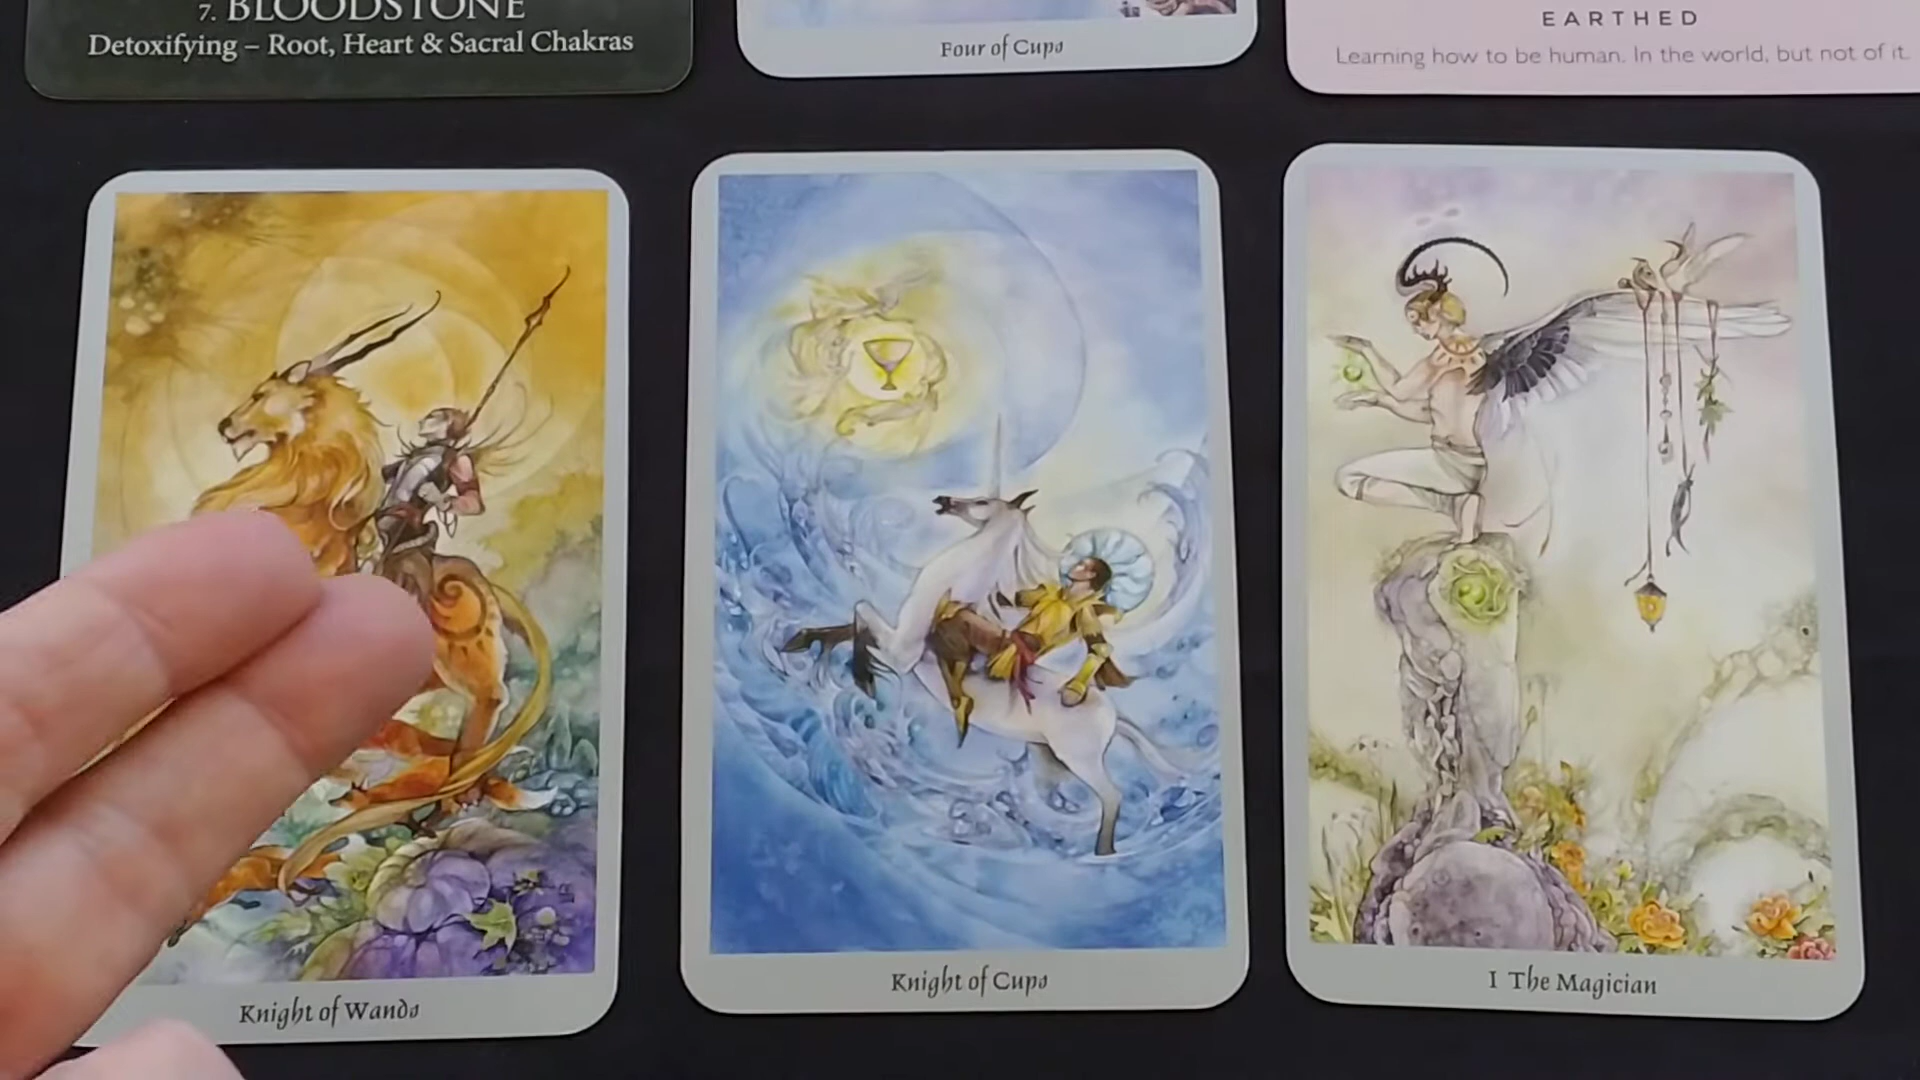 7. BLOODSTONE
Detoxifying – Root, Heart & Sacral Chakras
Four of Cups
EARTHED
Learning how to be human. In the world, but not of it.
Knight of Wands
Knight of Cups
I The Magician